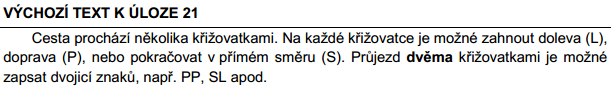 VÝCHOZÍ TEXT K ÚLOZE 21
Cesta prochází několika křižovatkami. Na každé křižovatce je možné zahnout doleva (L),
doprava (P), nebo pokračovat v přímém směru (S). Průjezd dvěma křižovatkami je možné
zapsat dvojicí znaků, např. PP, SL apod.